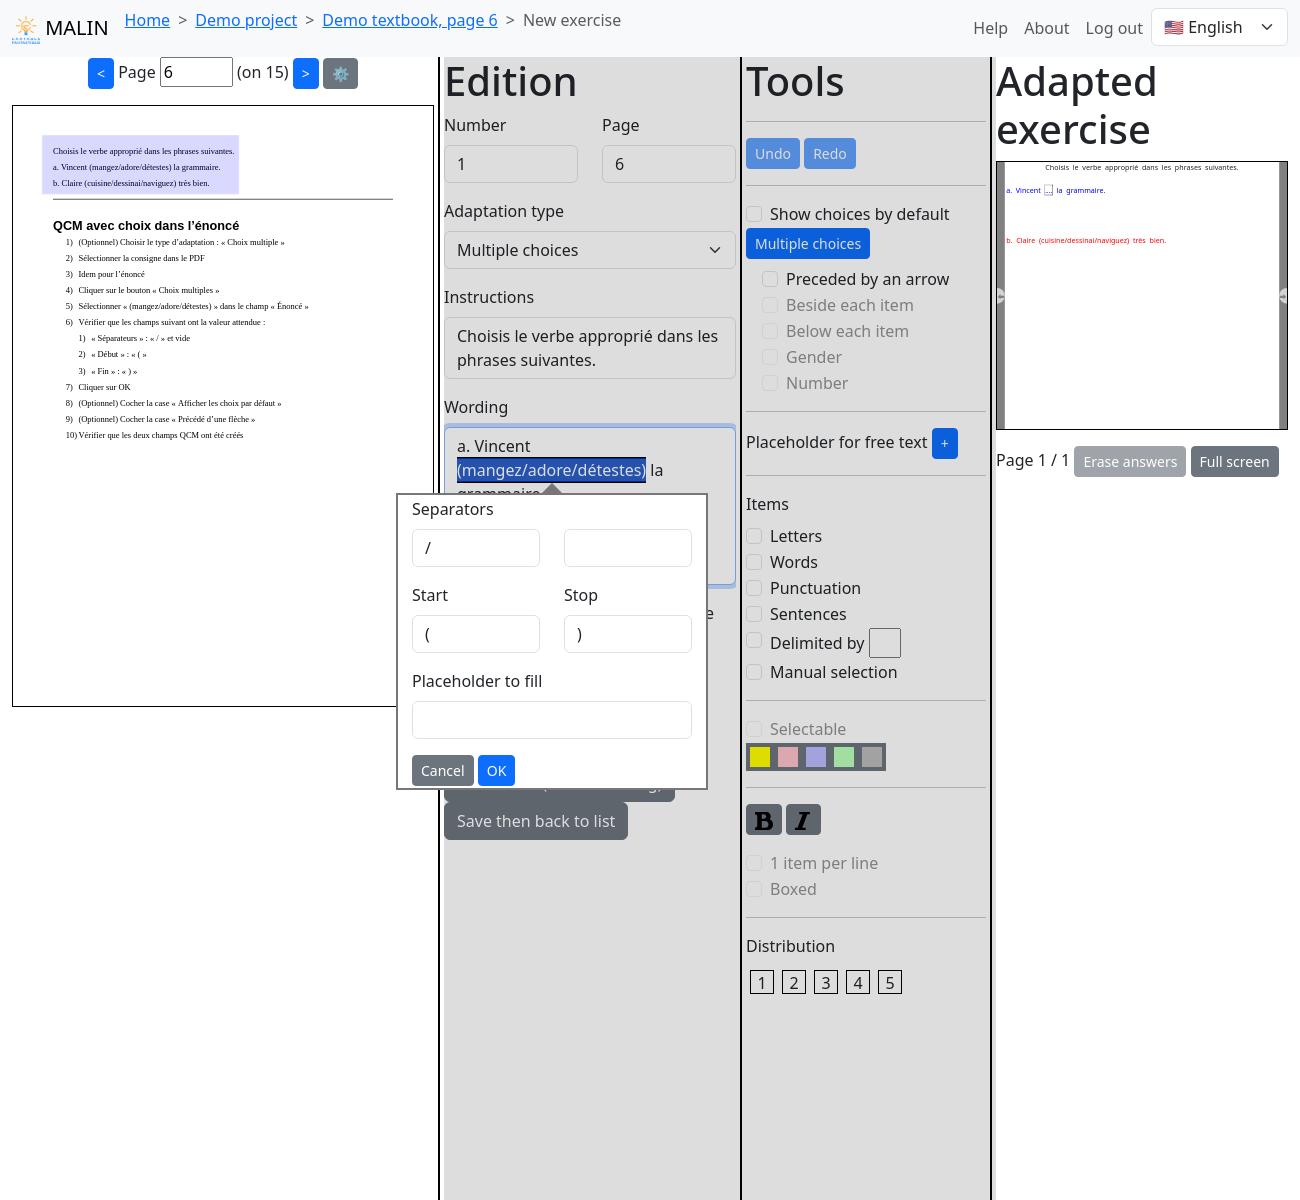 MALIN
Home > Demo project > Demo textbook, page 6 > New exercise
Help About Log out 🇺🇸 English
< Page 6 (on 15) > ⚙️
Choisis le verbe approprié dans les phrases suivantes.
a. Vincent (mangez/adore/détestes) la grammaire.
b. Claire (cuisine/dessinai/naviguez) très bien.
QCM avec choix dans l'énoncé
1) (Optionnel) Choisir le type d'adaptation : « Choix multiple »
2) Sélectionner la consigne dans le PDF
3) Idem pour l'énoncé
4) Cliquer sur le bouton « Choix multiples »
5) Sélectionner « (mangez/adore/détestes) » dans le champ « Énoncé »
6) Vérifier que les champs suivant ont la valeur attendue :
1) « Séparateurs » : « / » et vide
2) « Début » : « ( »
3) « Fin » : « ) »
7) Cliquer sur OK
8) (Optionnel) Cocher la case « Afficher les choix par défaut »
9) (Optionnel) Cocher la case « Précédé d'une flèche »
10) Vérifier que les deux champs QCM ont été créés
Edition
Number Page
1 6
Adaptation type
Multiple choices
Instructions
Choisis le verbe approprié dans les
phrases suivantes.
Wording
a. Vincent
(mangez/adore/détestes) la
Separators
/
Start Stop
( )
Placeholder to fill
Cancel OK
Save then back to list
Tools
Undo Redo
Show choices by default
Multiple choices
Preceded by an arrow
Beside each item
Below each item
Gender
Number
Placeholder for free text +
Items
Letters
Words
Punctuation
Sentences
Delimited by
Manual selection
Selectable
B I
1 item per line
Boxed
Distribution
1 2 3 4 5
Adapted
exercise
Choisis le verbe approprié dans les phrases suivantes.
a. Vincent ... la grammaire.
b. Claire (cuisine/dessinai/naviguez) très bien.
Page 1 / 1 Erase answers Full screen